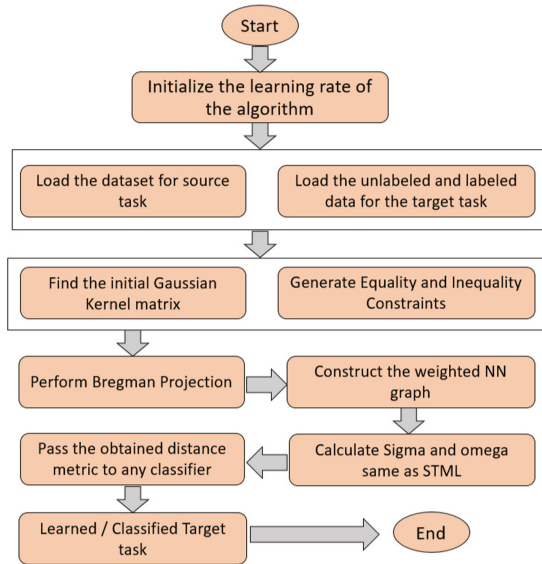 Start
Initialize the learning rate of
the algorithm
Load the dataset for source
task
Load the unlabeled and labeled
data for the target task
Find the initial Gaussian
Kernel matrix
Generate Equality and Inequality
Constraints
Perform Bregman Projection
Construct the weighted NN
graph
Pass the obtained distance
metric to any classifier
Calculate Sigma and omega
same as STML
Learned / Classified Target
task
End